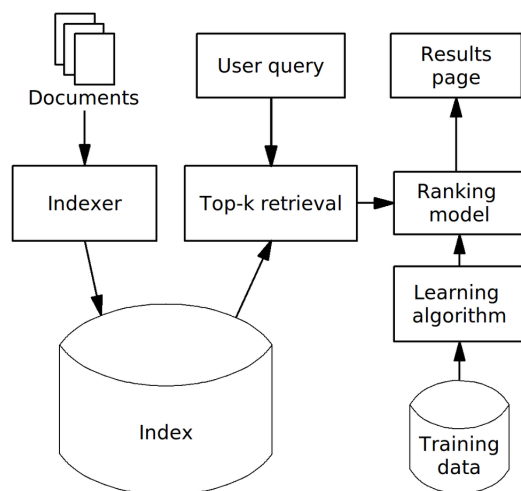 Documents
User query
Results
page
Indexer
Top-k retrieval
Ranking
model
Learning
algorithm
Index
Training
data